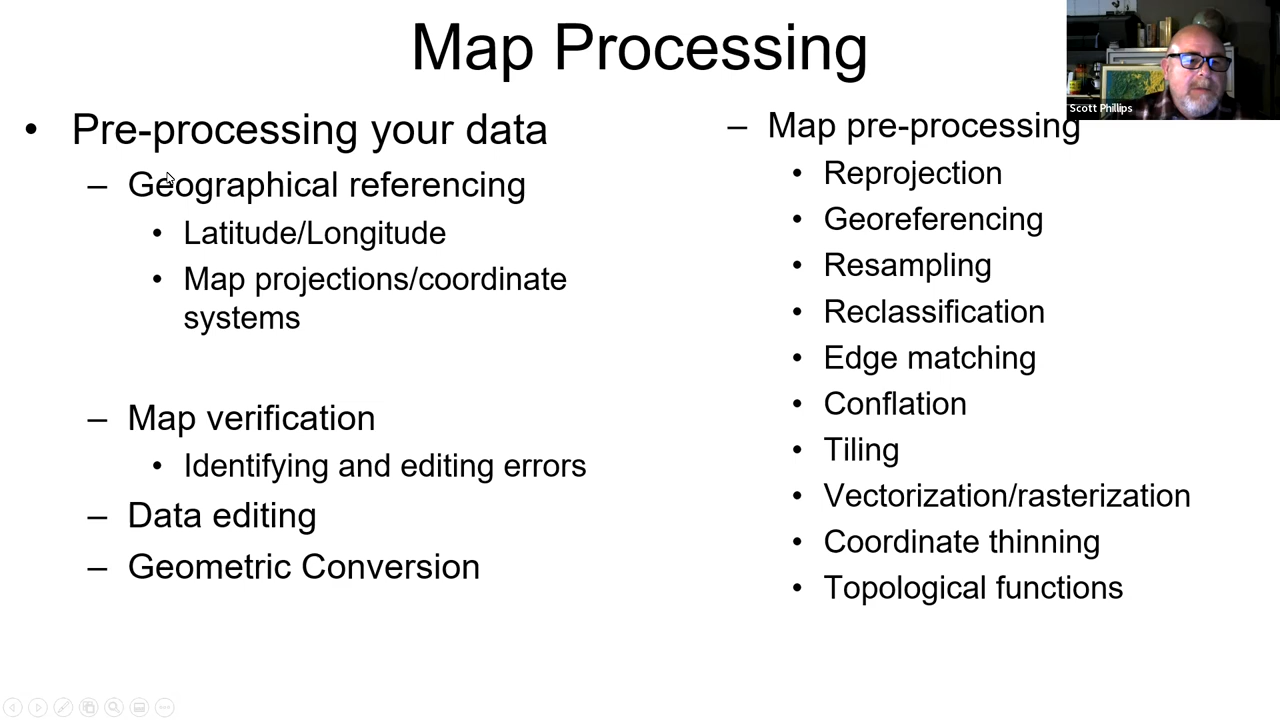 Map Processing
• Pre-processing your data
– Geographical referencing
• Latitude/Longitude
• Map projections/coordinate
systems
– Map verification
• Identifying and editing errors
– Data editing
– Geometric Conversion
– Map pre-processing
• Reprojection
• Georeferencing
• Resampling
• Reclassification
• Edge matching
• Conflation
• Tiling
• Vectorization/rasterization
• Coordinate thinning
• Topological functions
Scott Phillips